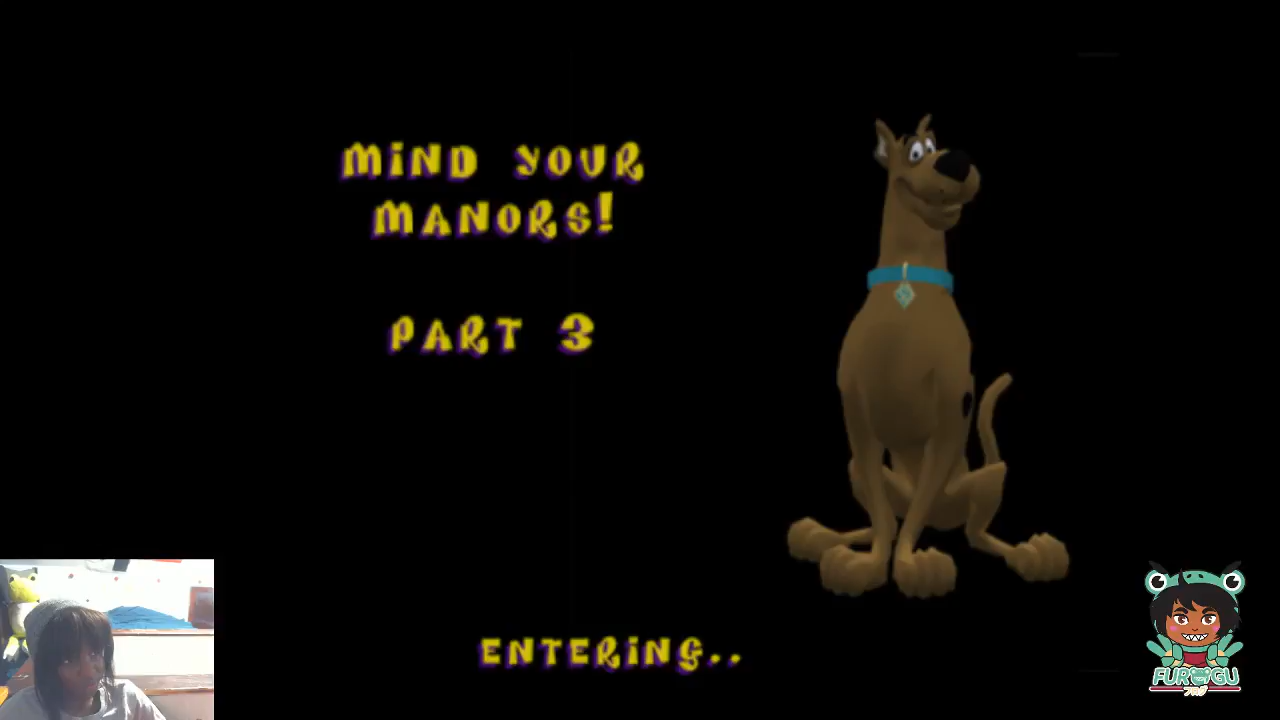 MIND YOUR
MANORS!
PART 3
ENTERING..
FUROGU